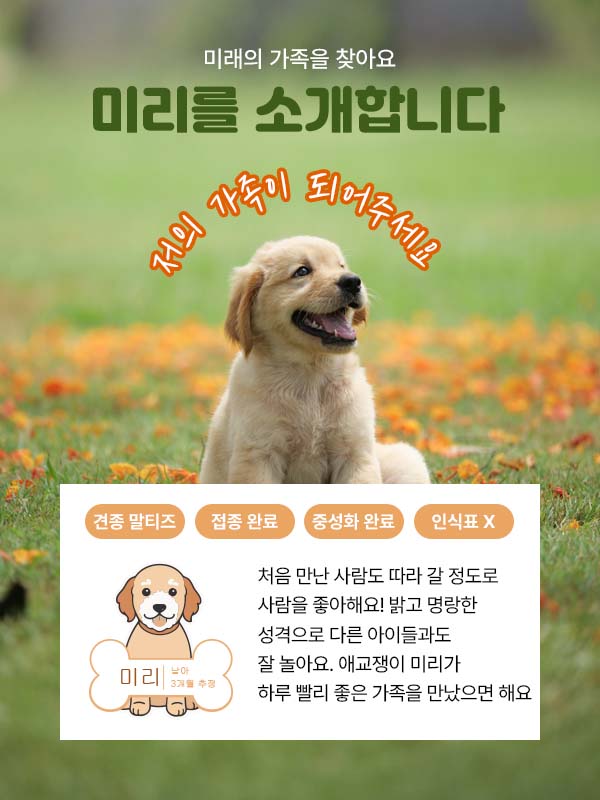 미래의 가족을 찾아요
미리를 소개합니다
저의 가족이 되어주세요
견종 말티즈
접종 완료
중성화 완료
인식표 X
처음 만난 사람도 따라 갈 정도로
사람을 좋아해요! 밝고 명랑한
성격으로 다른 아이들과도
잘 놀아요. 애교쟁이 미리가
하루 빨리 좋은 가족을 만났으면 해요
미리
남아
3개월 추정